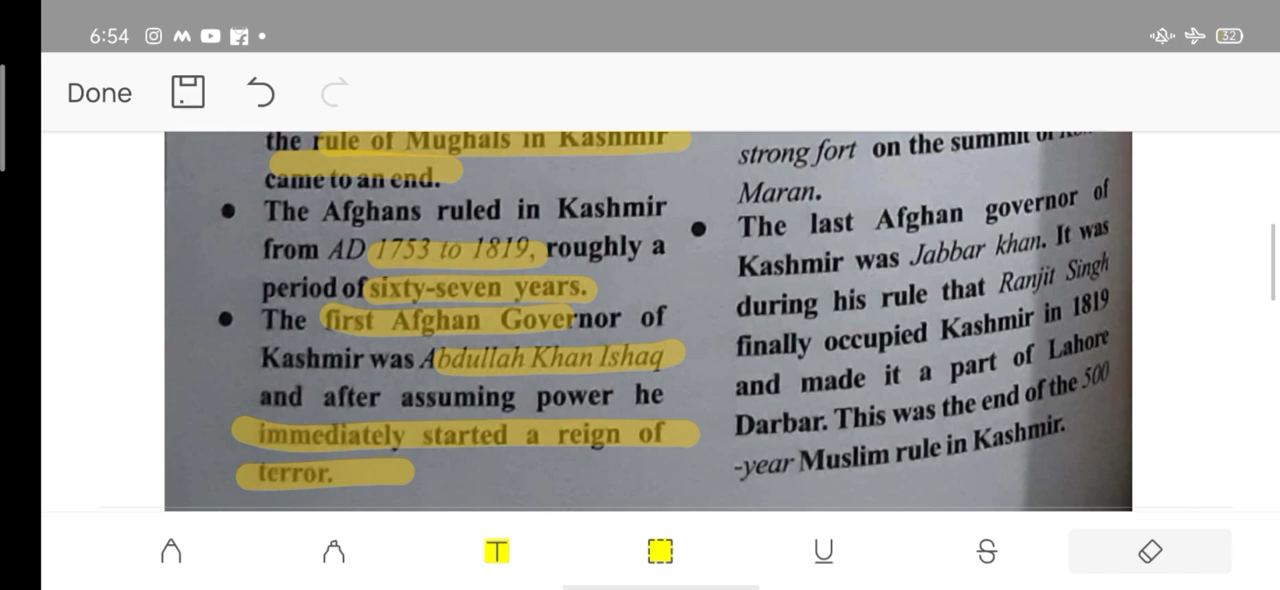 6:54
32
Done
the rule of Mughals in Kashmir
came to an end.
The Afghans ruled in Kashmir
from AD 1753 to 1819, roughly a
period of sixty-seven years.
The first Afghan Governor of
Kashmir was Abdullah Khan Ishaq
and after assuming power he
immediately started a reign of
terror.
strong fort on the summit of
Maran.
The last Afghan governor of
Kashmir was Jabbar khan. It was
during his rule that Ranjit Singh
finally occupied Kashmir in 1819
and made it a part of Lahore
Darbar. This was the end of the 500
-year Muslim rule in Kashmir.
T
U
S